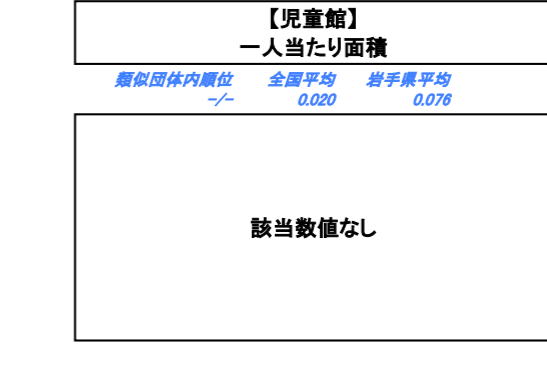 【児童館】
一人当たり面積
類似団体内順位 全国平均 岩手県平均
-/- 0.020 0.076
該当数値なし